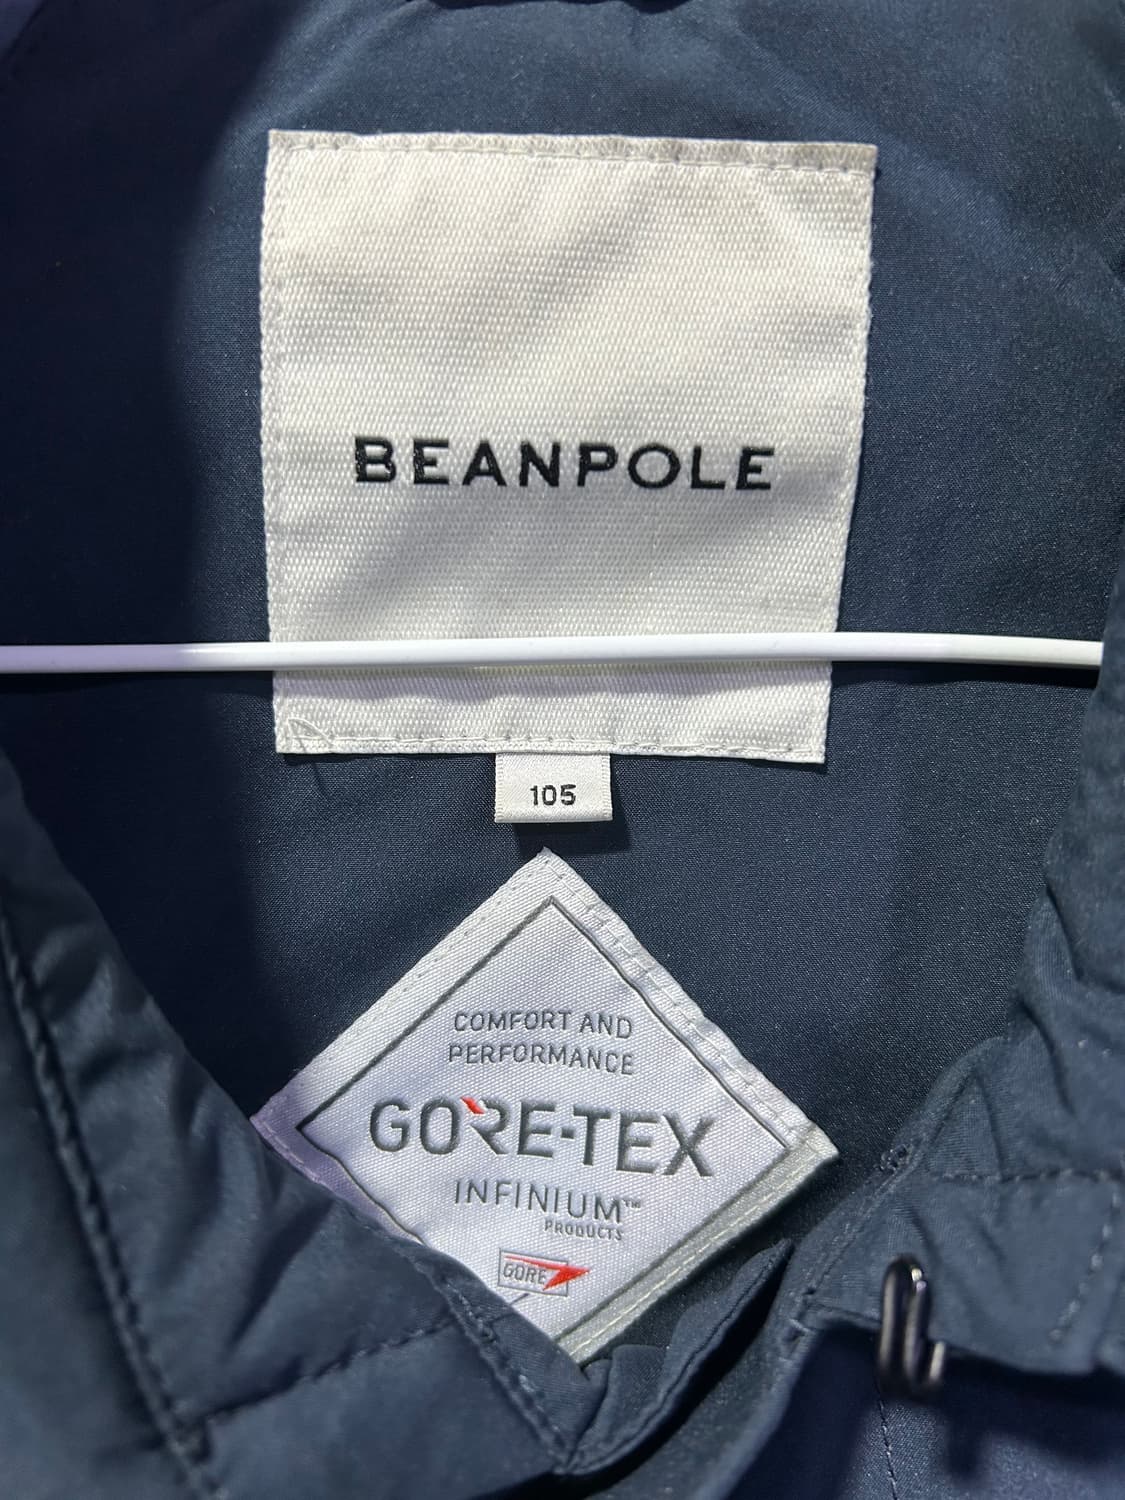 BEANPOLE
105
COMFORT AND
PERFORMANCE
GORE-TEX
INFINIUM™
PRODUCTS
GORE